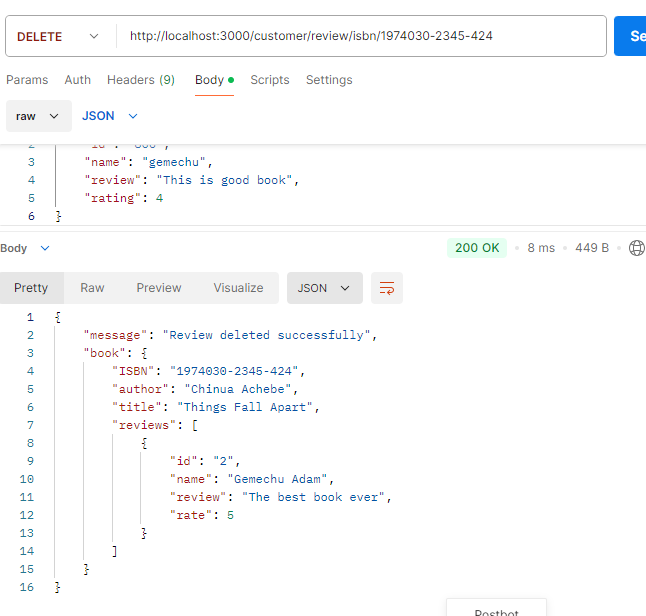 DELETE http://localhost:3000/customer/review/isbn/1974030-2345-424 Se
Params Auth Headers (9) Body Scripts Settings
raw JSON
3 "name": "gemechu",
4 "review": "This is good book",
5 "rating": 4
6 }
Body 200 OK 8 ms 449 B
Pretty Raw Preview Visualize JSON
1 {
2 "message": "Review deleted successfully",
3 "book": {
4 "ISBN": "1974030-2345-424",
5 "author": "Chinua Achebe",
6 "title": "Things Fall Apart",
7 "reviews": [
8 {
9 "id": "2",
10 "name": "Gemechu Adam",
11 "review": "The best book ever",
12 "rate": 5
13 }
14 ]
15 }
16 }
Postbot